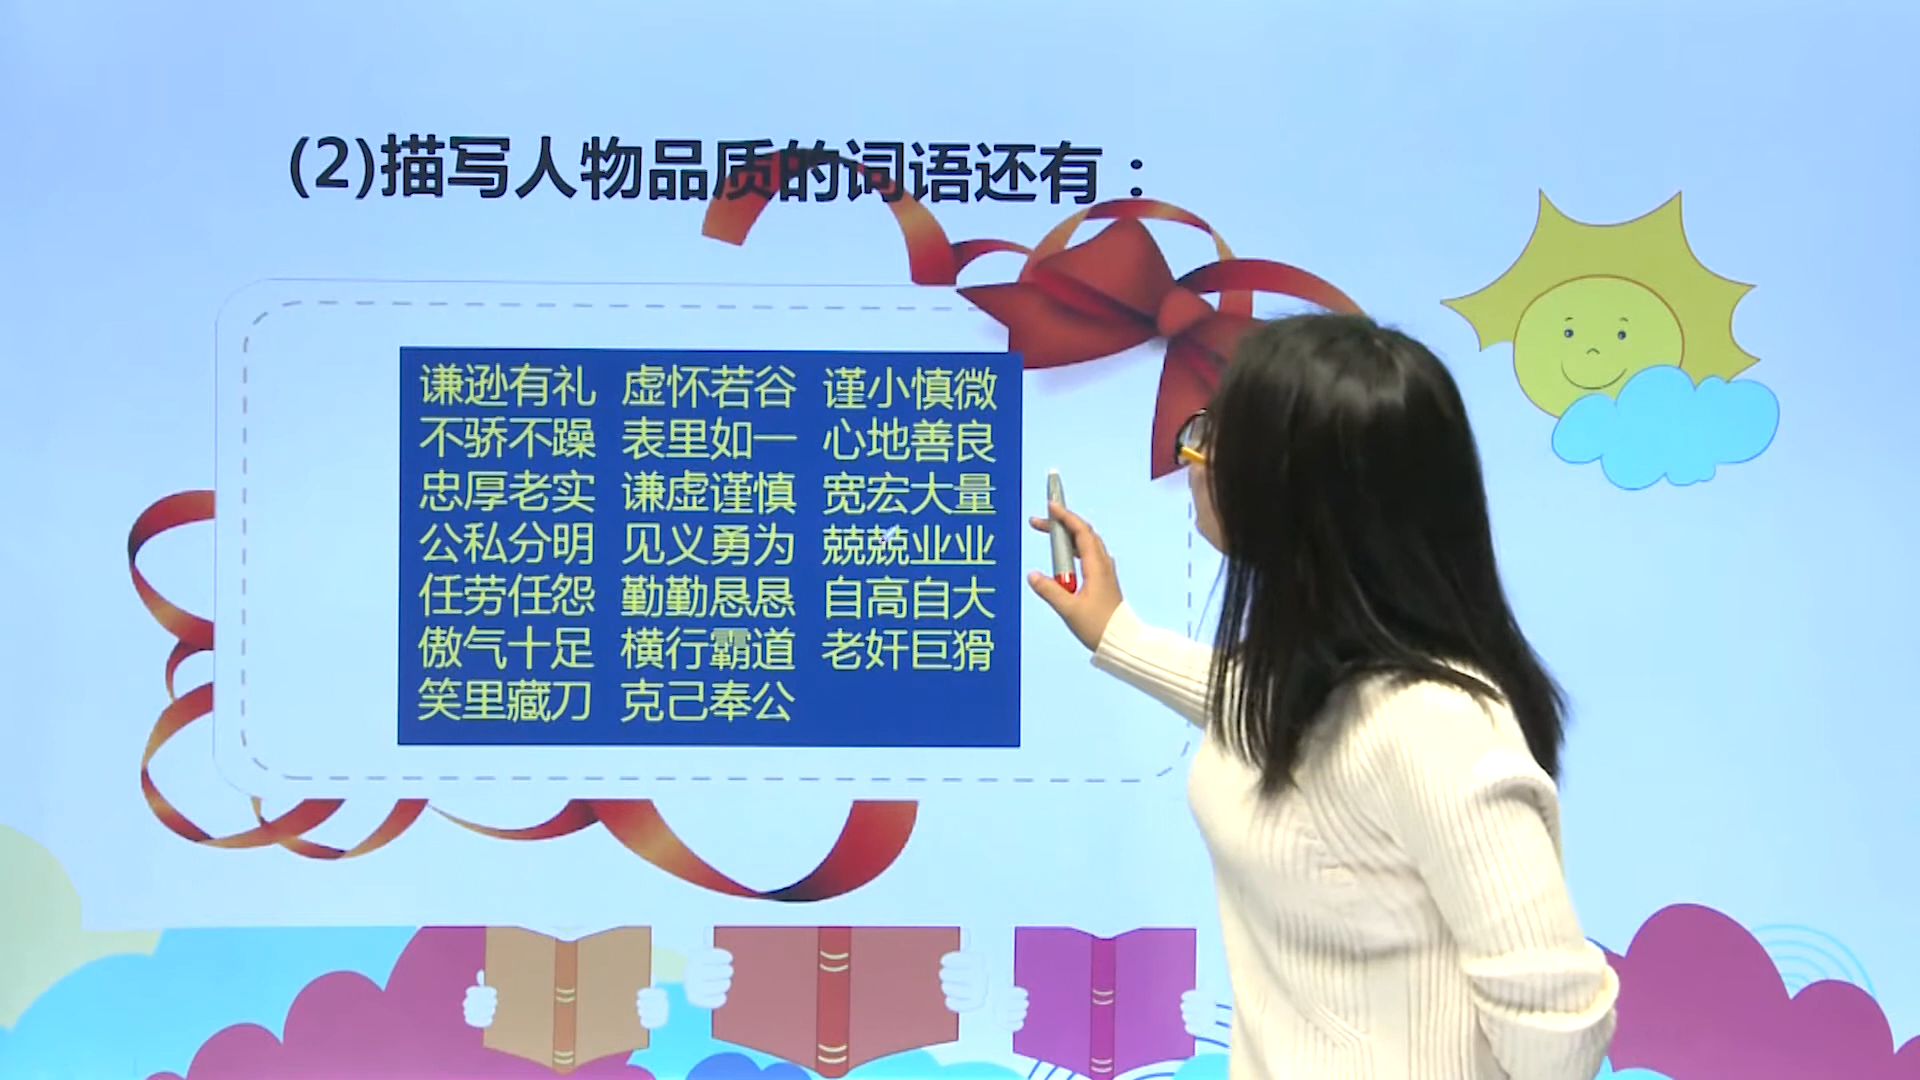 (2)描写人物品质的词语还有：
谦逊有礼 虚怀若谷 谨小慎微
不骄不躁 表里如一 心地善良
忠厚老实 谦虚谨慎 宽宏大量
公私分明 见义勇为 兢兢业业
任劳任怨 勤勤恳恳 自高自大
傲气十足 横行霸道 老奸巨猾
笑里藏刀 克己奉公